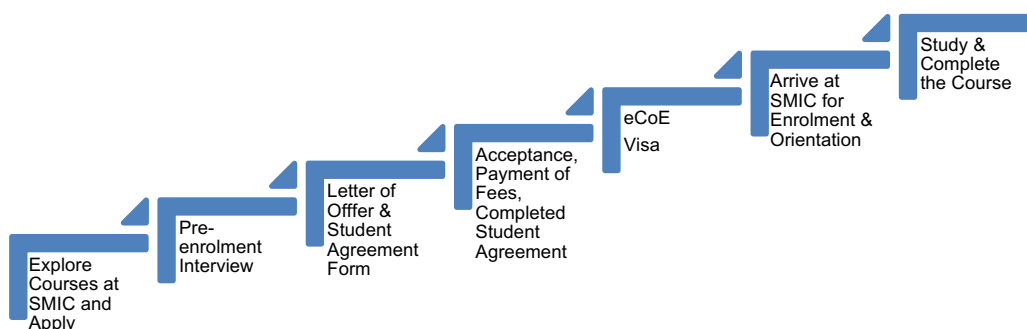 Explore
Courses at
SMIC and
Apply
Pre-
enrolment
Interview
Letter of
Offfer &
Student
Agreement
Form
Acceptance,
Payment of
Fees,
Completed
Student
Agreement
eCoE
Visa
Arrive at
SMIC for
Enrolment &
Orientation
Study &
Complete
the Course